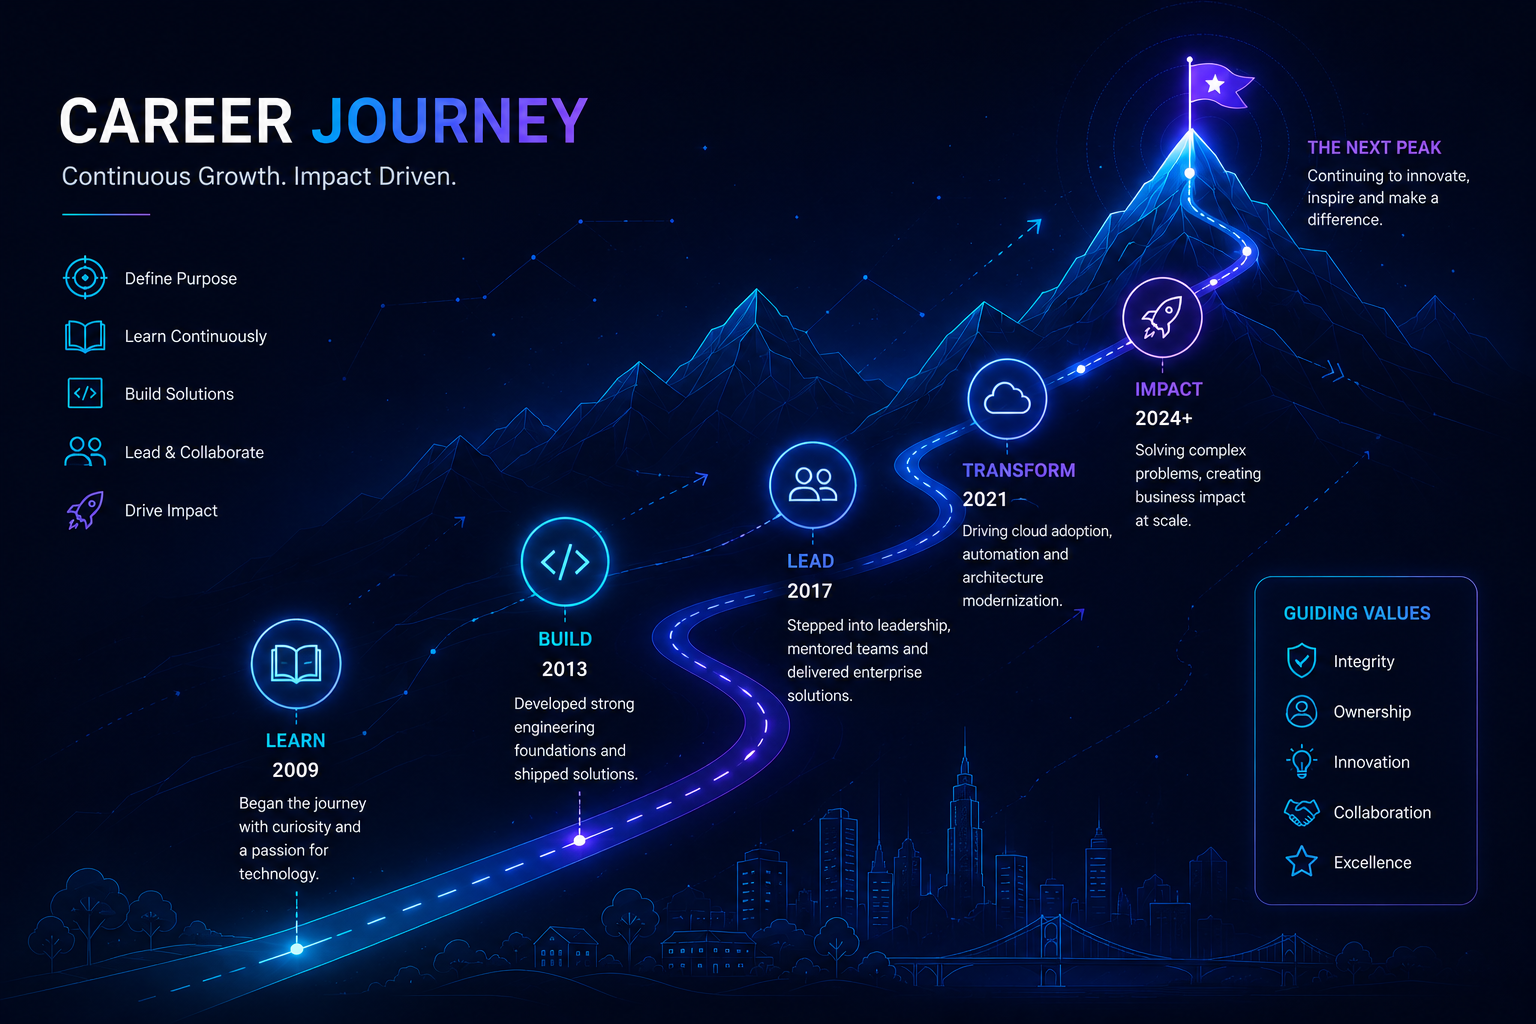 CAREER JOURNEY
Continuous Growth. Impact Driven.
Define Purpose
Learn Continuously
Build Solutions
Lead & Collaborate
Drive Impact
LEARN
2009
Began the journey
with curiosity and
a passion for
technology.
BUILD
2013
Developed strong
engineering
foundations and
shipped solutions.
LEAD
2017
Stepped into leadership,
mentored teams and
delivered enterprise
solutions.
TRANSFORM
2021
Driving cloud adoption,
automation and
architecture
modernization.
IMPACT
2024+
Solving complex
problems, creating
business impact
at scale.
THE NEXT PEAK
Continuing to innovate,
inspire and make a
difference.
GUIDING VALUES
Integrity
Ownership
Innovation
Collaboration
Excellence